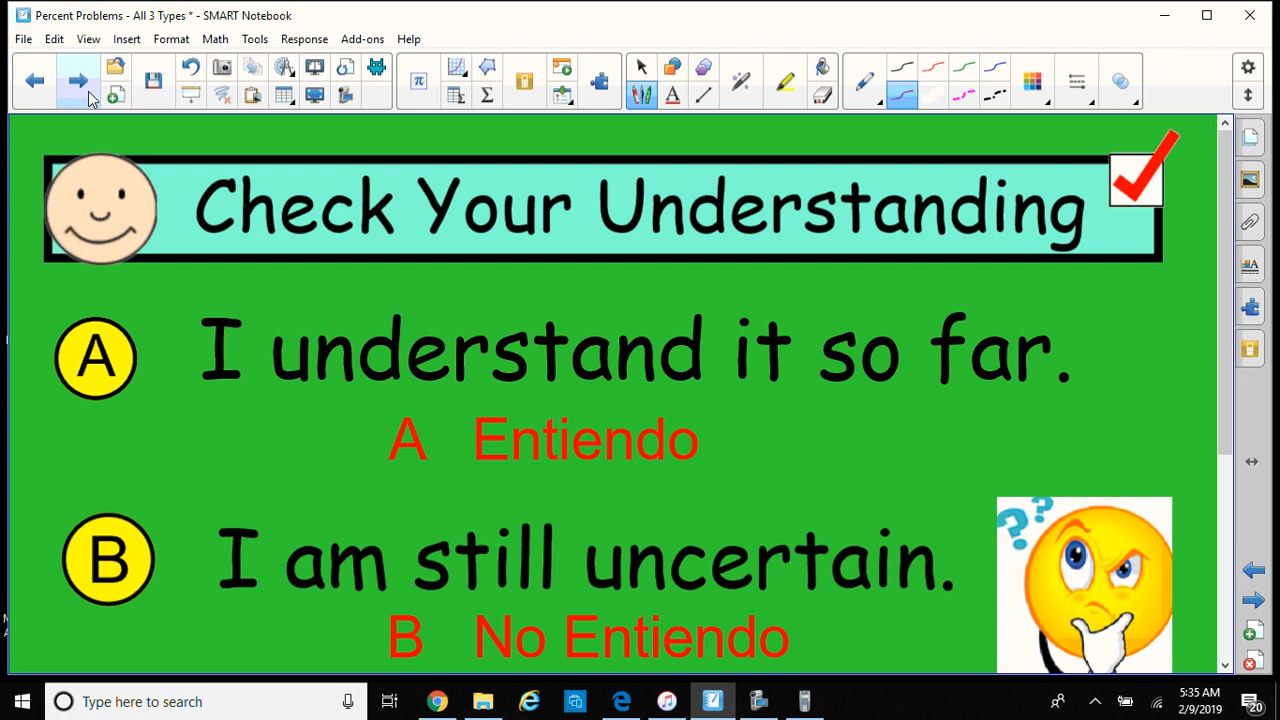 Percent Problems - All 3 Types * - SMART Notebook
File Edit View Insert Format Math Tools Response Add-ons Help
Check Your Understanding
A I understand it so far.
A Entiendo
B I am still uncertain.
B No Entiendo
??
Type here to search
5:35 AM
2/9/2019
20